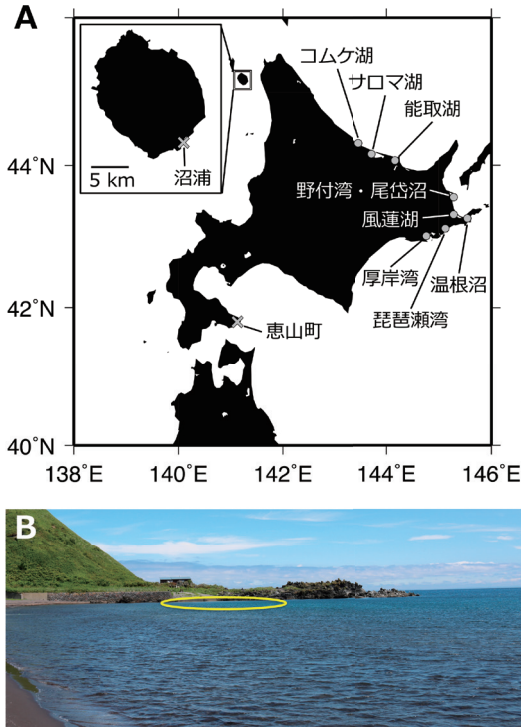 A
コムケ湖
サロマ湖
能取湖
44°N
5 km
沼浦
野付湾・尾岱沼
風蓮湖
厚岸湾
温根沼
琵琶瀬湾
42°N
恵山町
40°N
138°E
140°E
142°E
144°E
146°E
B